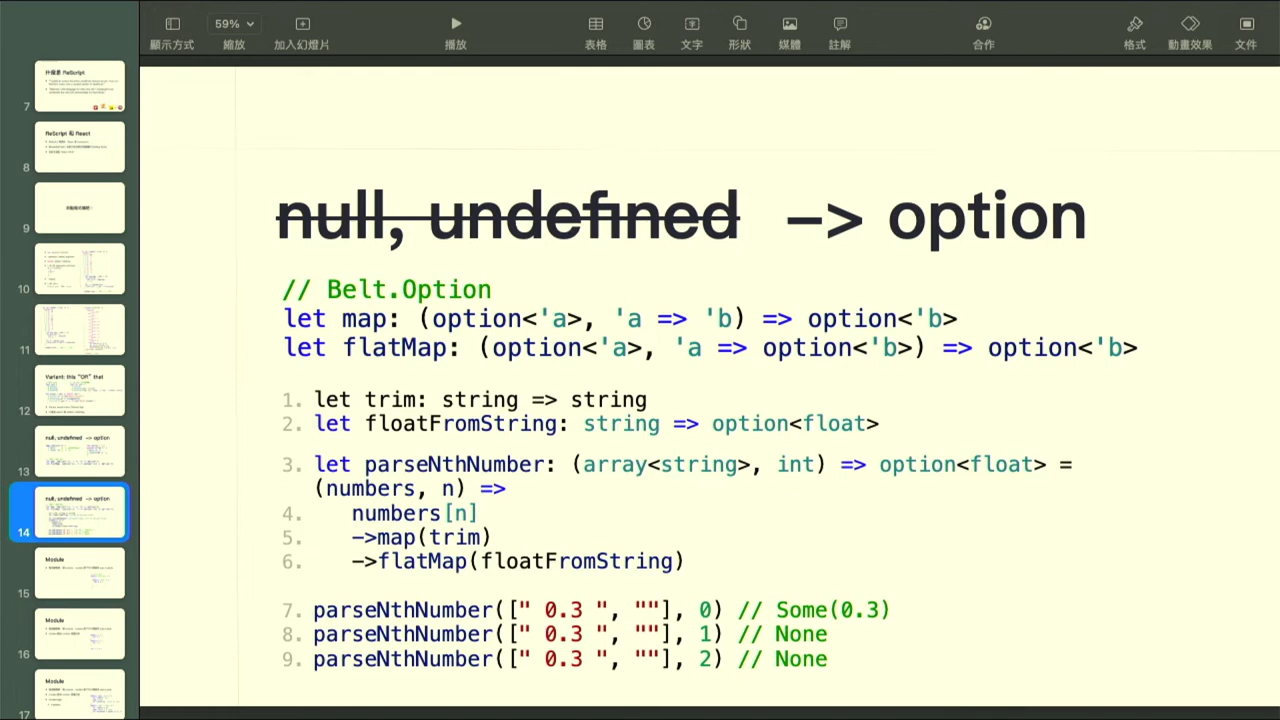 59%
顯示方式
縮放
加入幻燈片
播放
表格
圖表
文字
形狀
媒體
註解
合作
格式
動畫效果
文件
7
8
ReScript 和 React
9
10
11
12
Variant: this "OR" that
13
null, undefined -> option
14
null, undefined -> option
15
Module
16
Module
17
Module
null, undefined -> option
// Belt.Option
let map: (option<'a>, 'a => 'b) => option<'b>
let flatMap: (option<'a>, 'a => option<'b>) => option<'b>
1. let trim: string => string
2. let floatFromString: string => option<float>
3. let parseNthNumber: (array<string>, int) => option<float> =
(numbers, n) =>
4. numbers[n]
5. ->map(trim)
6. ->flatMap(floatFromString)
7. parseNthNumber([" 0.3 ", ""], 0) // Some(0.3)
8. parseNthNumber([" 0.3 ", ""], 1) // None
9. parseNthNumber([" 0.3 ", ""], 2) // None